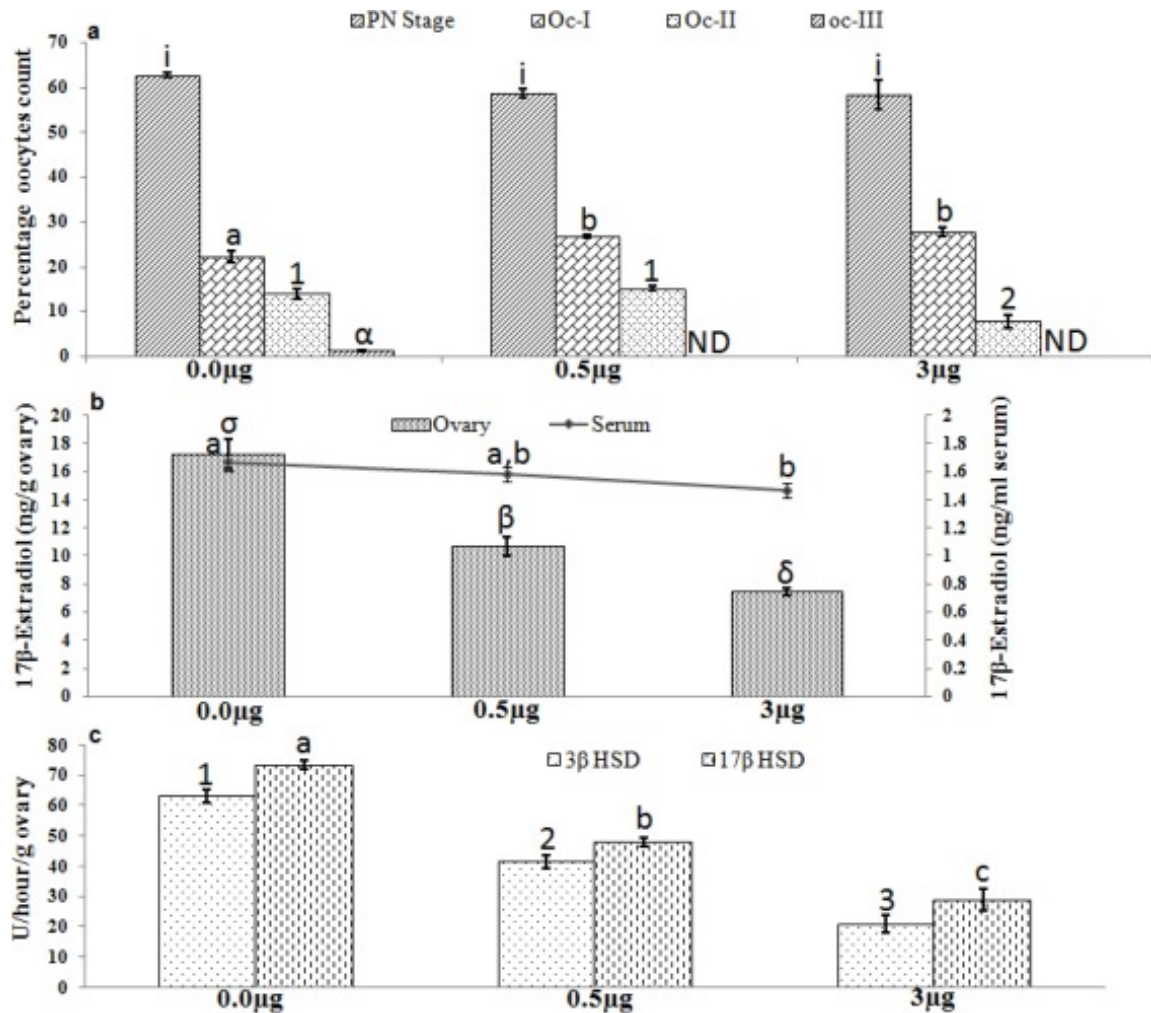 PN Stage Oc-I Oc-II oc-III
a
Percentage oocytes count
70
60
50
40
30
20
10
0
i a 1 α
i b 1 ND
i b 2 ND
0.0µg 0.5µg 3µg
b
Ovary Serum
17β-Estradiol (ng/g ovary)
20
18
16
14
12
10
8
6
4
2
0
a σ
a,b
b
β
δ
2
1.8
1.6
1.4
1.2
1
0.8
0.6
0.4
0.2
0
17β-Estradiol (ng/ml serum)
0.0µg 0.5µg 3µg
c
3β HSD 17β HSD
U/hour/g ovary
80
70
60
50
40
30
20
10
0
1 a
2 b
3 c
0.0µg 0.5µg 3µg